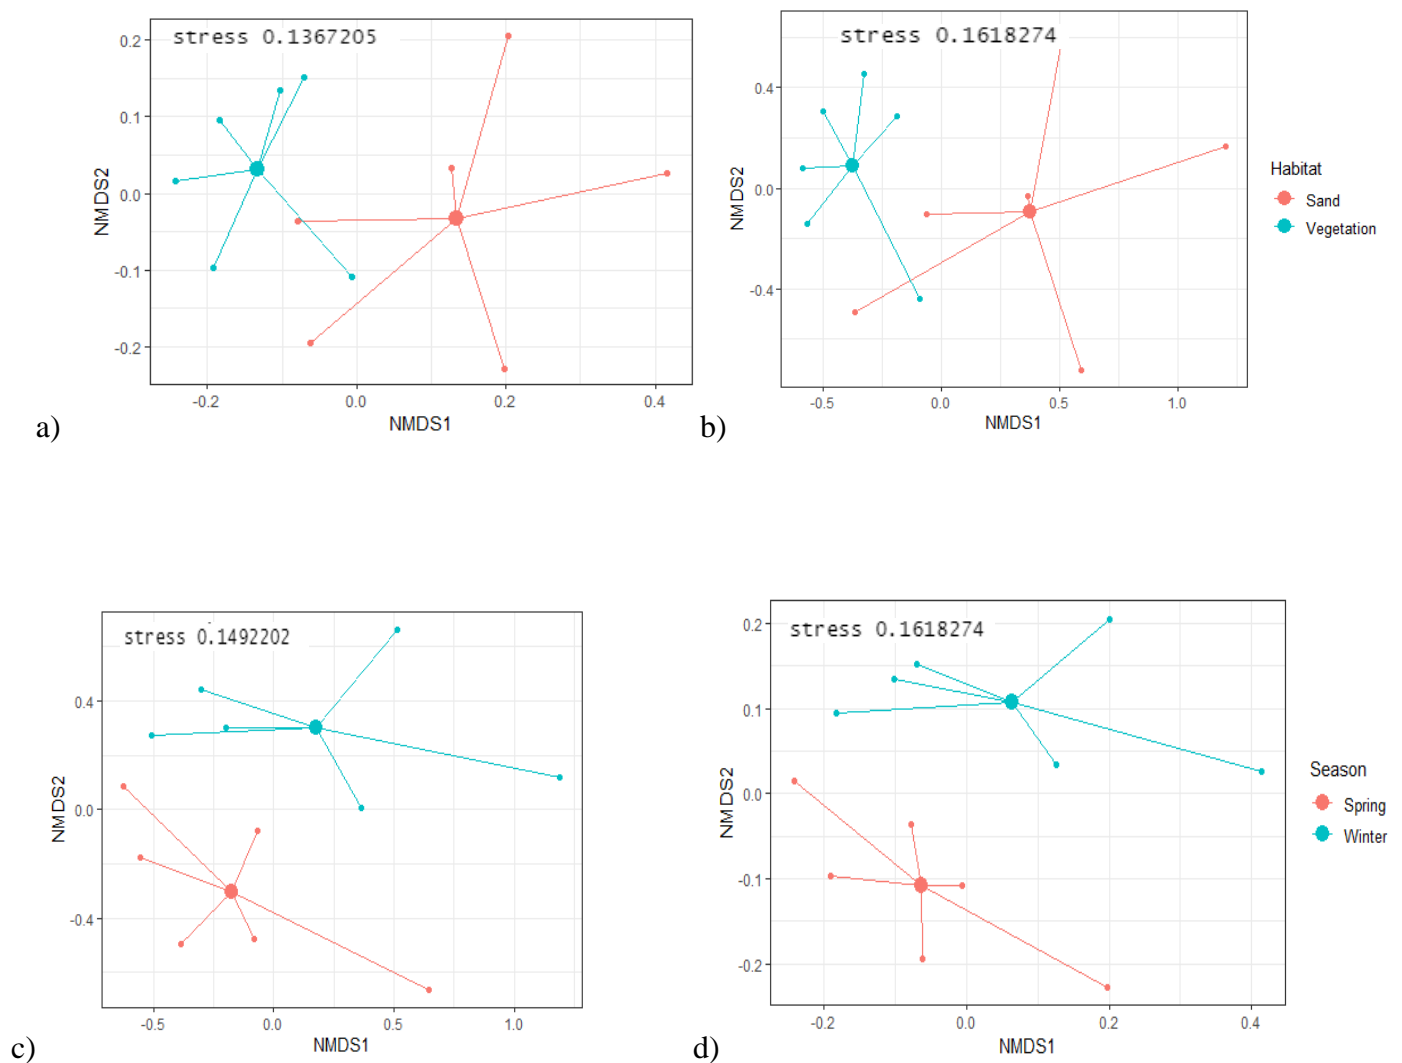 stress 0.1367205
0.2
0.1
0.0
-0.1
-0.2
NMDS2
-0.2 0.0 0.2 0.4
NMDS1
a)
stress 0.1618274
0.4
0.0
-0.4
NMDS2
-0.5 0.0 0.5 1.0
NMDS1
b)
Habitat
Sand
Vegetation
stress 0.1492202
0.4
0.0
-0.4
NMDS2
-0.5 0.0 0.5 1.0
NMDS1
c)
stress 0.1618274
0.2
0.1
0.0
-0.1
-0.2
NMDS2
-0.2 0.0 0.2 0.4
NMDS1
d)
Season
Spring
Winter